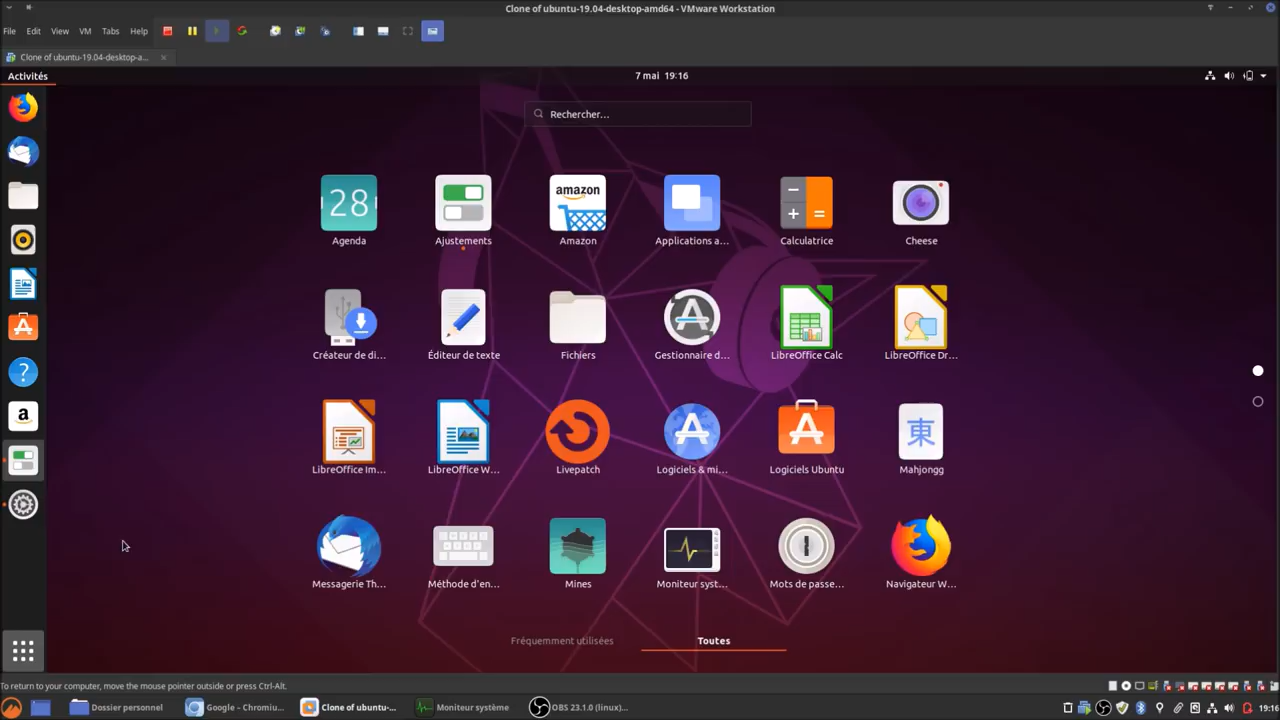 Clone of ubuntu-19.04-desktop-amd64 - VMware Workstation
File Edit View VM Tabs Help
Clone of ubuntu-19.04-desktop-a...
Activités
7 mai 19:16
Rechercher...
28
amazon
Agenda Ajustements Amazon Applications a... Calculatrice Cheese
Créateur de di... Éditeur de texte Fichiers Gestionnaire d... LibreOffice Calc LibreOffice Dr...
東
LibreOffice Im... LibreOffice W... Livepatch Logiciels & mi... Logiciels Ubuntu Mahjongg
Messagerie Th... Méthode d'en... Mines Moniteur syst... Mots de passe... Navigateur W...
Fréquemment utilisées Toutes
To return to your computer, move the mouse pointer outside or press Ctrl-Alt.
Dossier personnel Google - Chromiu... Clone of ubuntu-... Moniteur système OBS 23.1.0 (linux)... 19:16